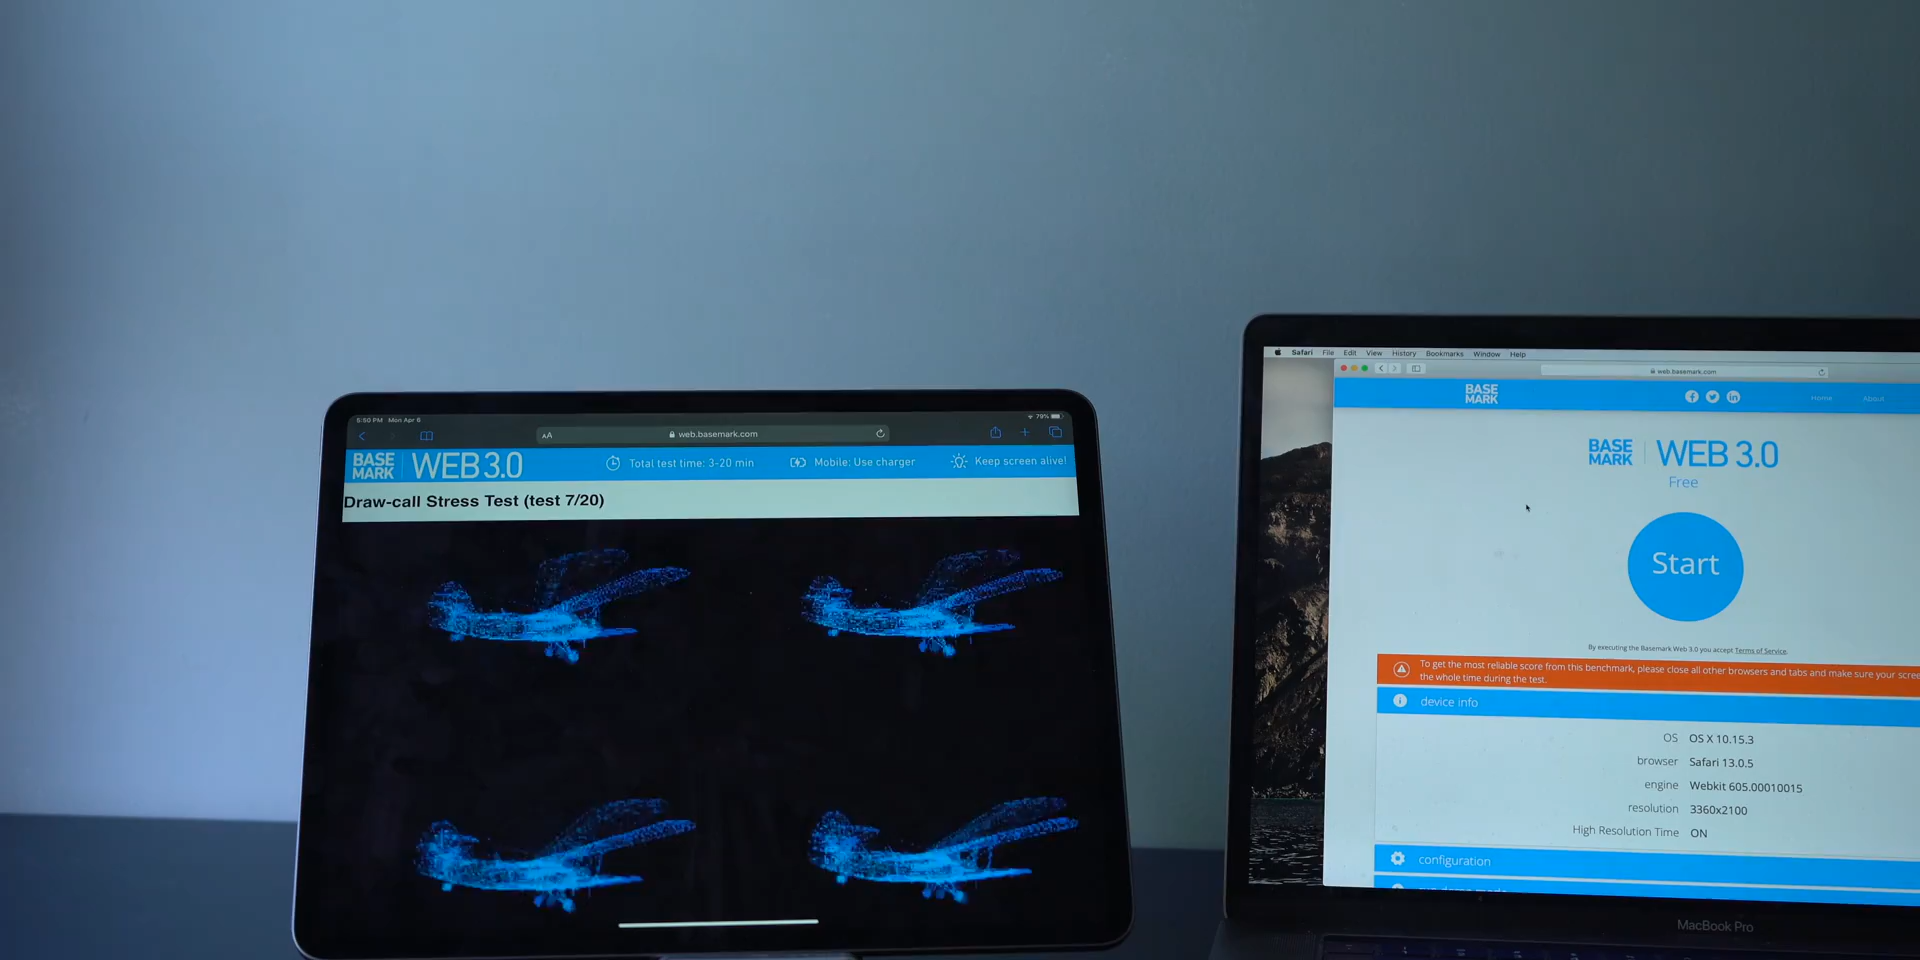 5:50 PM Mon Apr 6
79%
AA
web.basemark.com
BASE MARK
WEB 3.0
Total test time: 3-20 min
Mobile: Use charger
Keep screen alive!
Draw-call Stress Test (test 7/20)
Safari File Edit View History Bookmarks Window Help
web.basemark.com
BASE MARK
Home
About
BASE MARK
WEB 3.0
Free
Start
By executing the Basemark Web 3.0 you accept Terms of Service.
To get the most reliable score from this benchmark, please close all other browsers and tabs and make sure your scree
the whole time during the test.
device info
OS OS X 10.15.3
browser Safari 13.0.5
engine Webkit 605.00010015
resolution 3360x2100
High Resolution Time ON
configuration
MacBook Pro